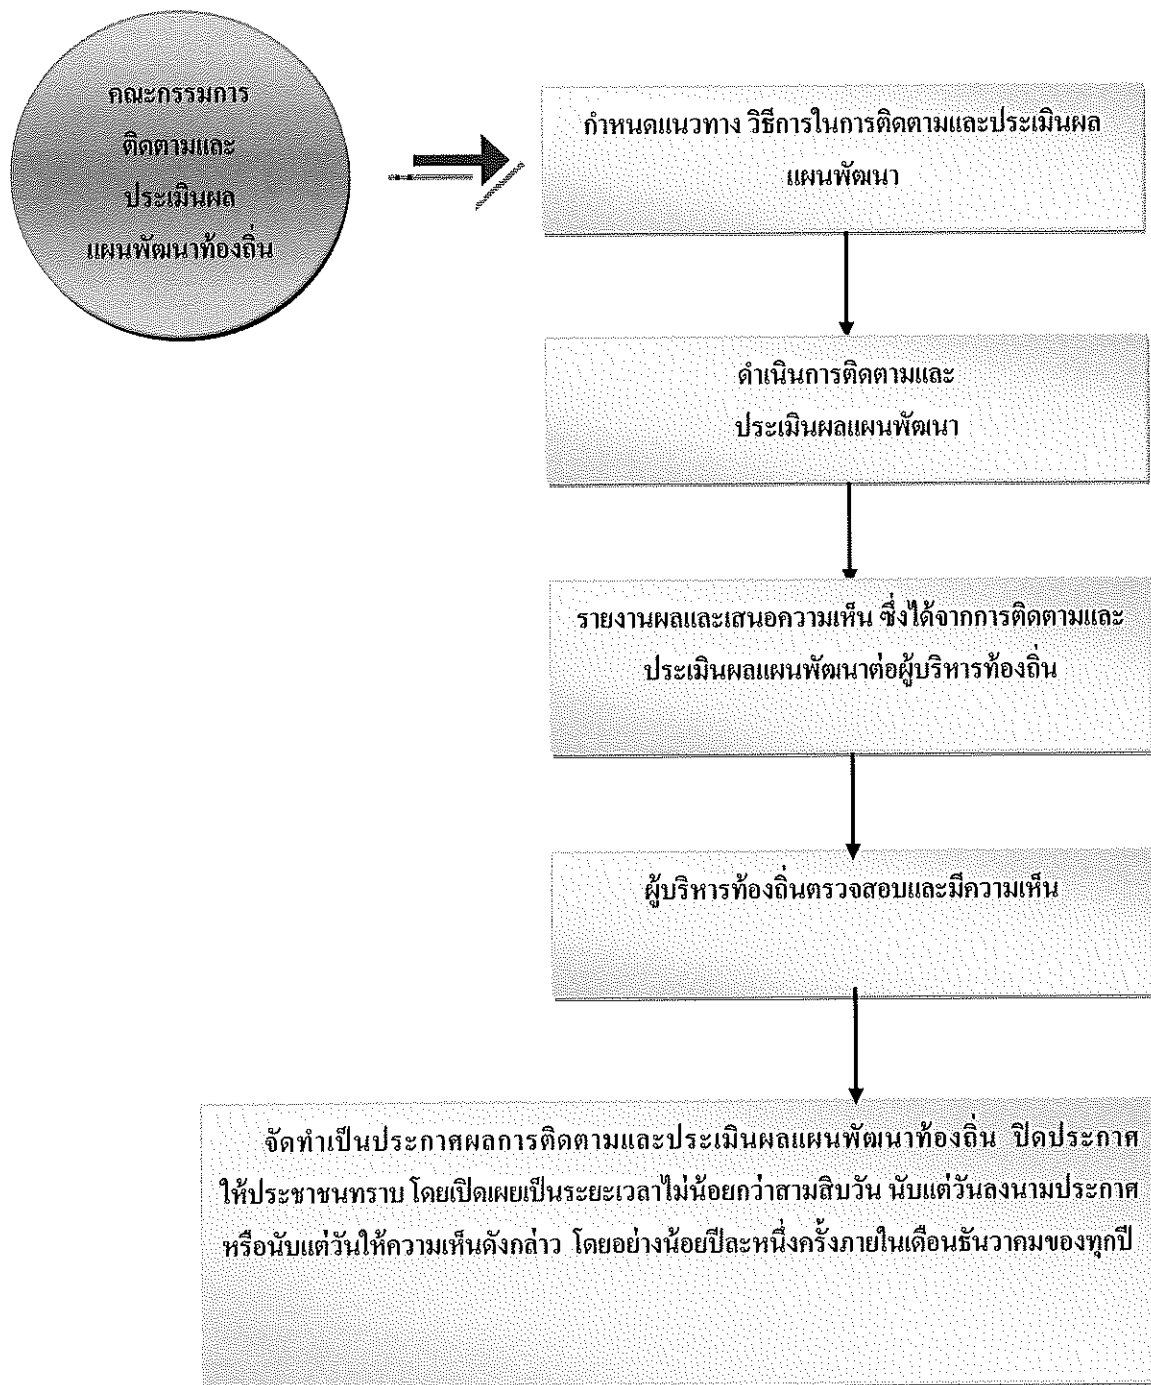 คณะกรรมการ
ติดตามและ
ประเมินผล
แผนพัฒนาท้องถิ่น
กำหนดแนวทาง วิธีการในการติดตามและประเมินผล
แผนพัฒนา
ดำเนินการติดตามและ
ประเมินผลแผนพัฒนา
รายงานผลและเสนอความเห็น ซึ่งได้จากการติดตามและ
ประเมินผลแผนพัฒนาต่อผู้บริหารท้องถิ่น
ผู้บริหารท้องถิ่นตรวจสอบและมีความเห็น
จัดทำเป็นประกาศผลการติดตามและประเมินผลแผนพัฒนาท้องถิ่น ปิดประกาศ
ให้ประชาชนทราบ โดยเปิดเผยเป็นระยะเวลาไม่น้อยกว่าสามสิบวัน นับแต่วันลงนามประกาศ
หรือนับแต่วันให้ความเห็นดังกล่าว โดยอย่างน้อยปีละหนึ่งครั้งภายในเดือนธันวาคมของทุกปี